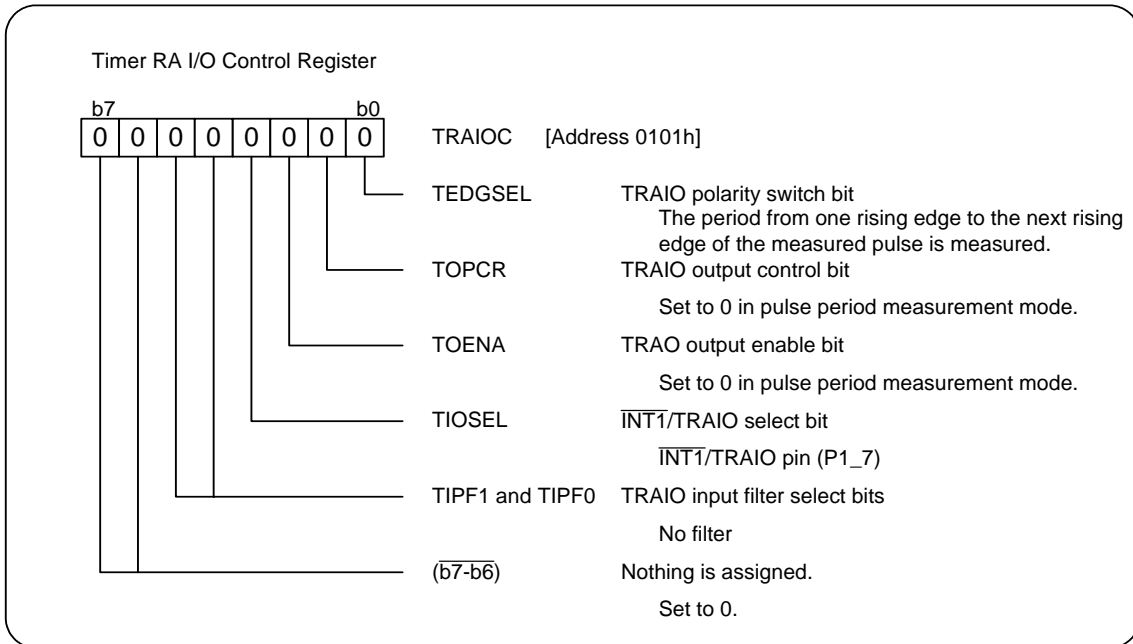 Timer RA I/O Control Register
b7 b0
0 0 0 0 0 0 0 0 TRAIOC [Address 0101h]
TEDGSEL TRAIO polarity switch bit
The period from one rising edge to the next rising
edge of the measured pulse is measured.
TOPCR TRAIO output control bit
Set to 0 in pulse period measurement mode.
TOENA TRAO output enable bit
Set to 0 in pulse period measurement mode.
TIOSEL INT1/TRAIO select bit
INT1/TRAIO pin (P1_7)
TIPF1 and TIPF0 TRAIO input filter select bits
No filter
(b7-b6) Nothing is assigned.
Set to 0.